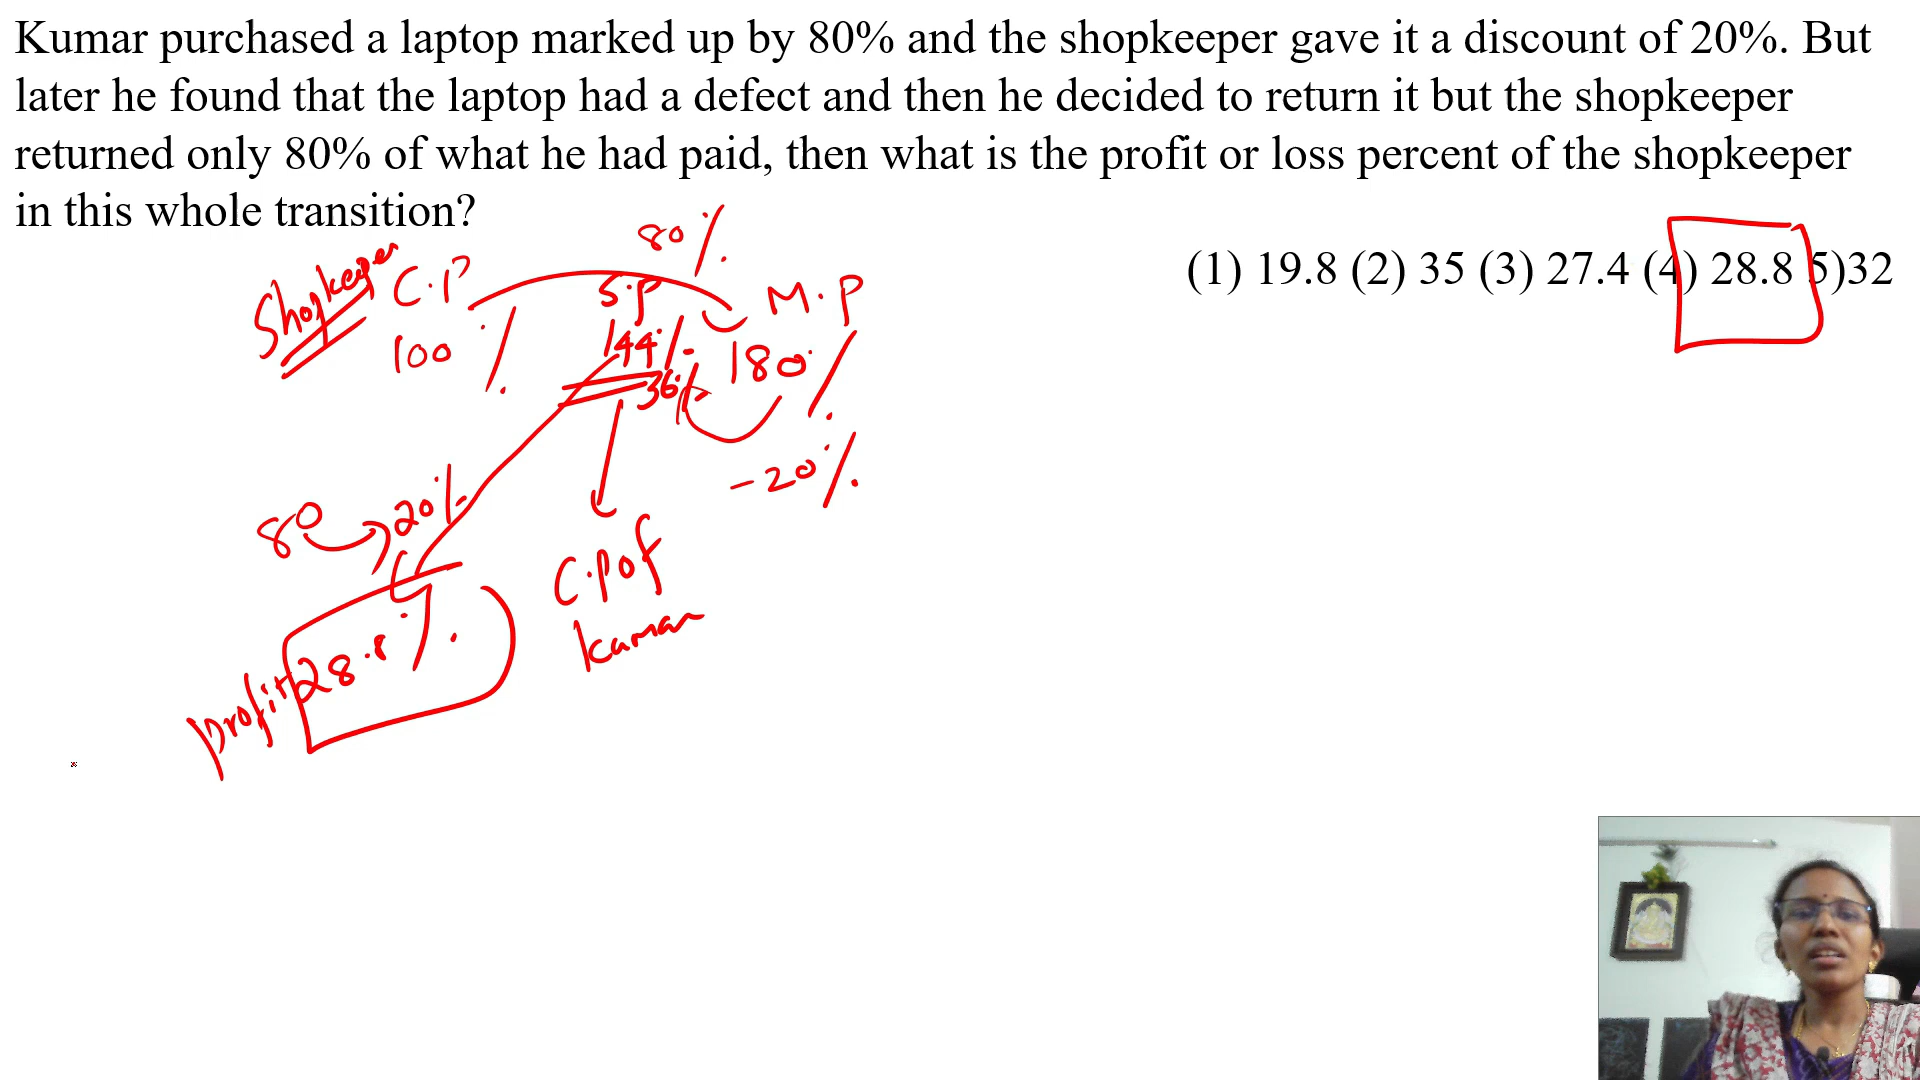 Kumar purchased a laptop marked up by 80% and the shopkeeper gave it a discount of 20%. But
later he found that the laptop had a defect and then he decided to return it but the shopkeeper
returned only 80% of what he had paid, then what is the profit or loss percent of the shopkeeper
in this whole transition?
(1) 19.8 (2) 35 (3) 27.4 (4) 28.8 5)32
80%
Shopkeeper C.P S.P M.P
100% 144% 180%
36%
-20%
80 20%
C.P of
kumar
profit 28.8%